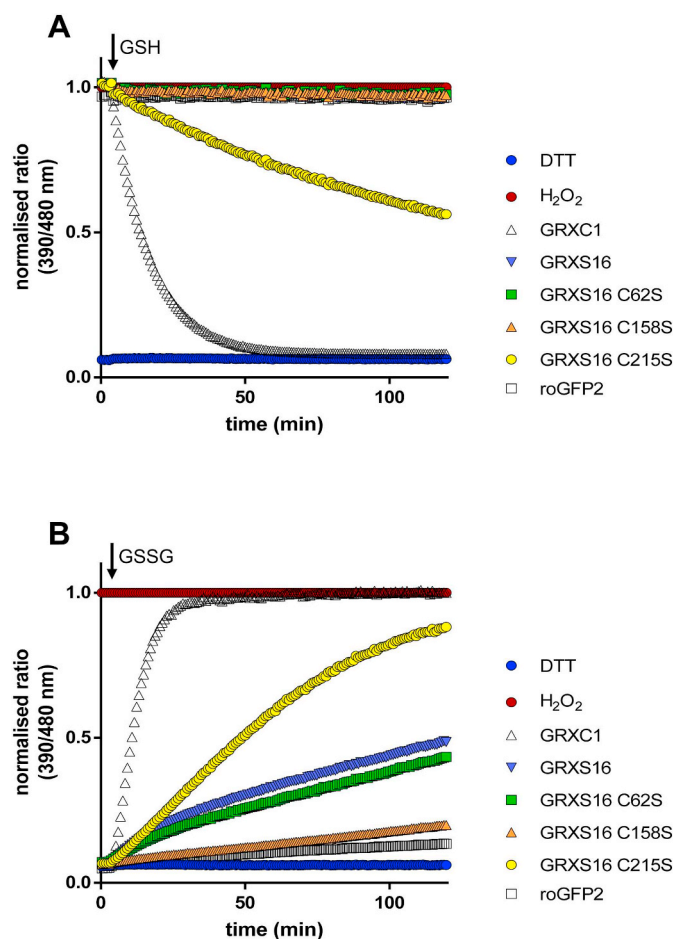 A
GSH
normalised ratio
(390/480 nm)
1.0
0.5
0.0
0
50
100
time (min)
DTT
H₂O₂
GRXC1
GRXS16
GRXS16 C62S
GRXS16 C158S
GRXS16 C215S
roGFP2
B
GSSG
normalised ratio
(390/480 nm)
1.0
0.5
0.0
0
50
100
time (min)
DTT
H₂O₂
GRXC1
GRXS16
GRXS16 C62S
GRXS16 C158S
GRXS16 C215S
roGFP2